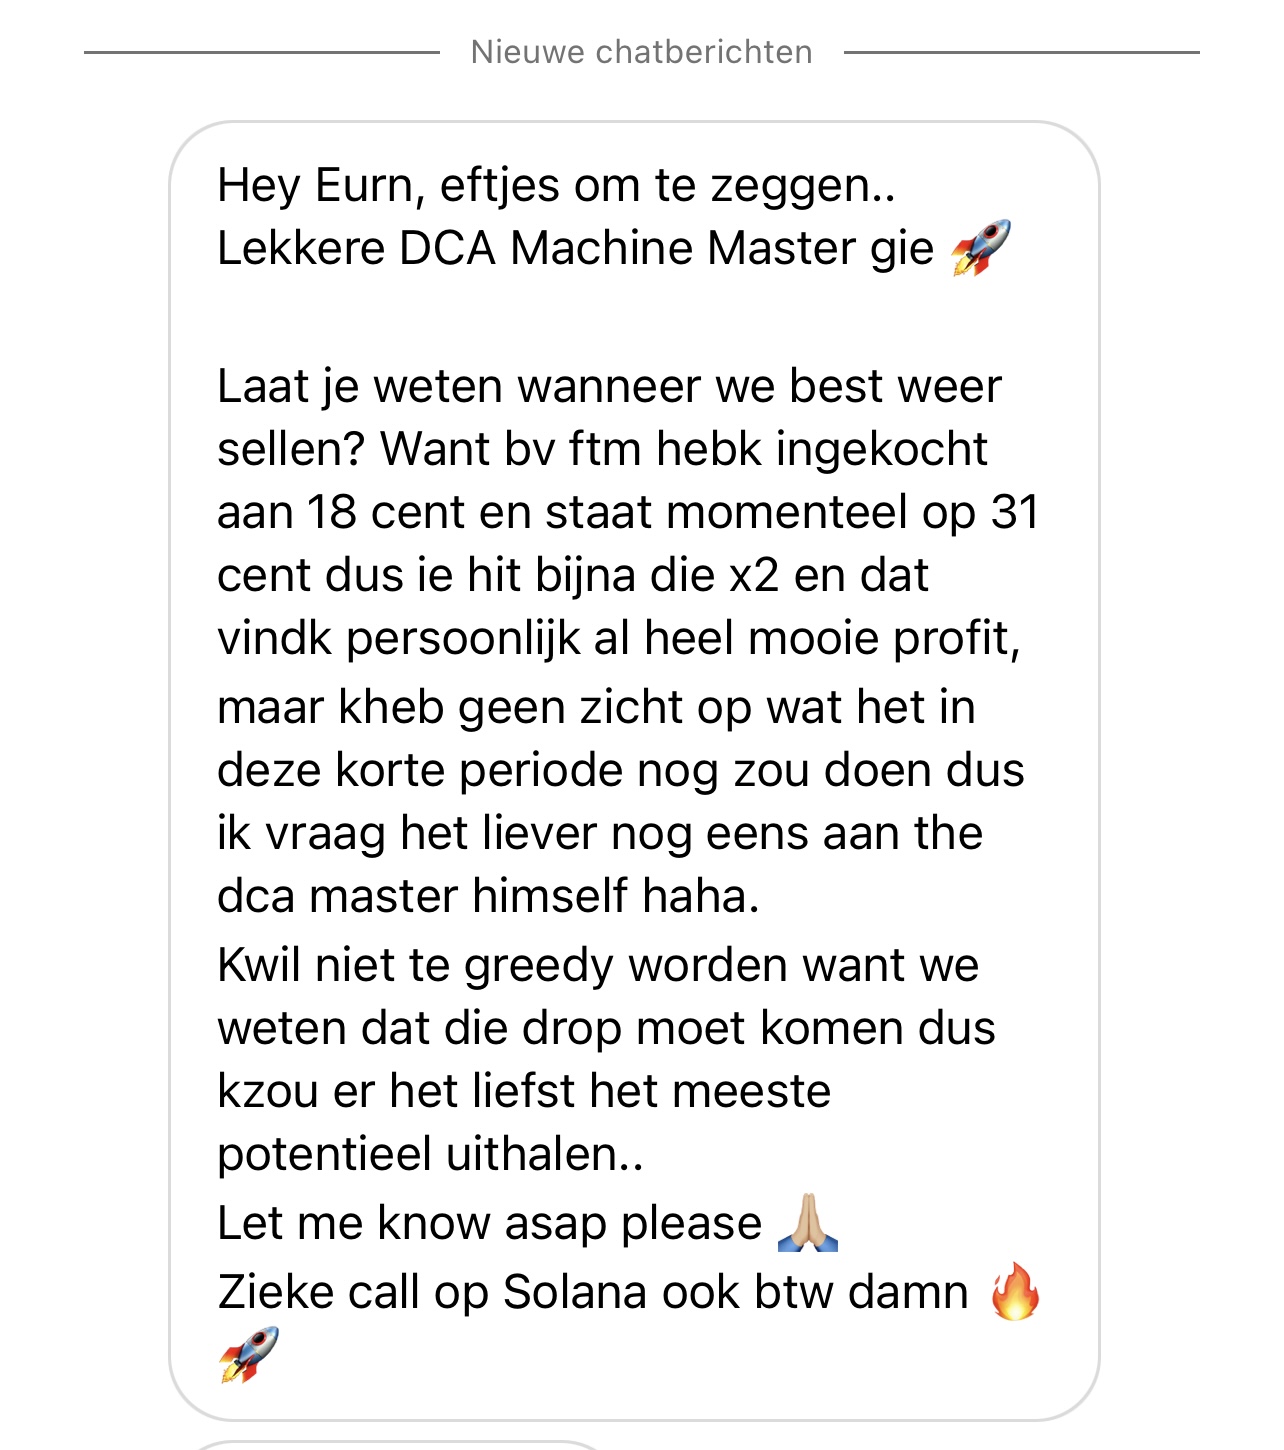 Nieuwe chatberichten
Hey Eurn, eftjes om te zeggen..
Lekkere DCA Machine Master gie 🚀
Laat je weten wanneer we best weer
sellen? Want bv ftm hebk ingekocht
aan 18 cent en staat momenteel op 31
cent dus ie hit bijna die x2 en dat
vindk persoonlijk al heel mooie profit,
maar kheb geen zicht op wat het in
deze korte periode nog zou doen dus
ik vraag het liever nog eens aan the
dca master himself haha.
Kwil niet te greedy worden want we
weten dat die drop moet komen dus
kzou er het liefst het meeste
potentieel uithalen..
Let me know asap please 🙏🏼
Zieke call op Solana ook btw damn 🔥
🚀